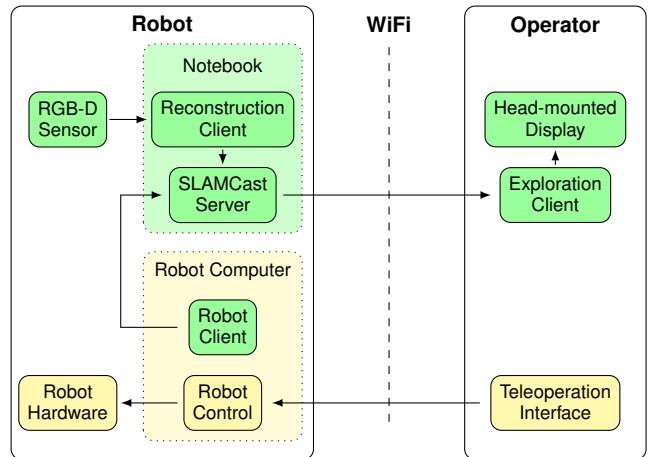 Robot
WiFi
Operator
Notebook
RGB-D
Sensor
Reconstruction
Client
Head-mounted
Display
SLAMCast
Server
Exploration
Client
Robot Computer
Robot
Client
Robot
Hardware
Robot
Control
Teleoperation
Interface